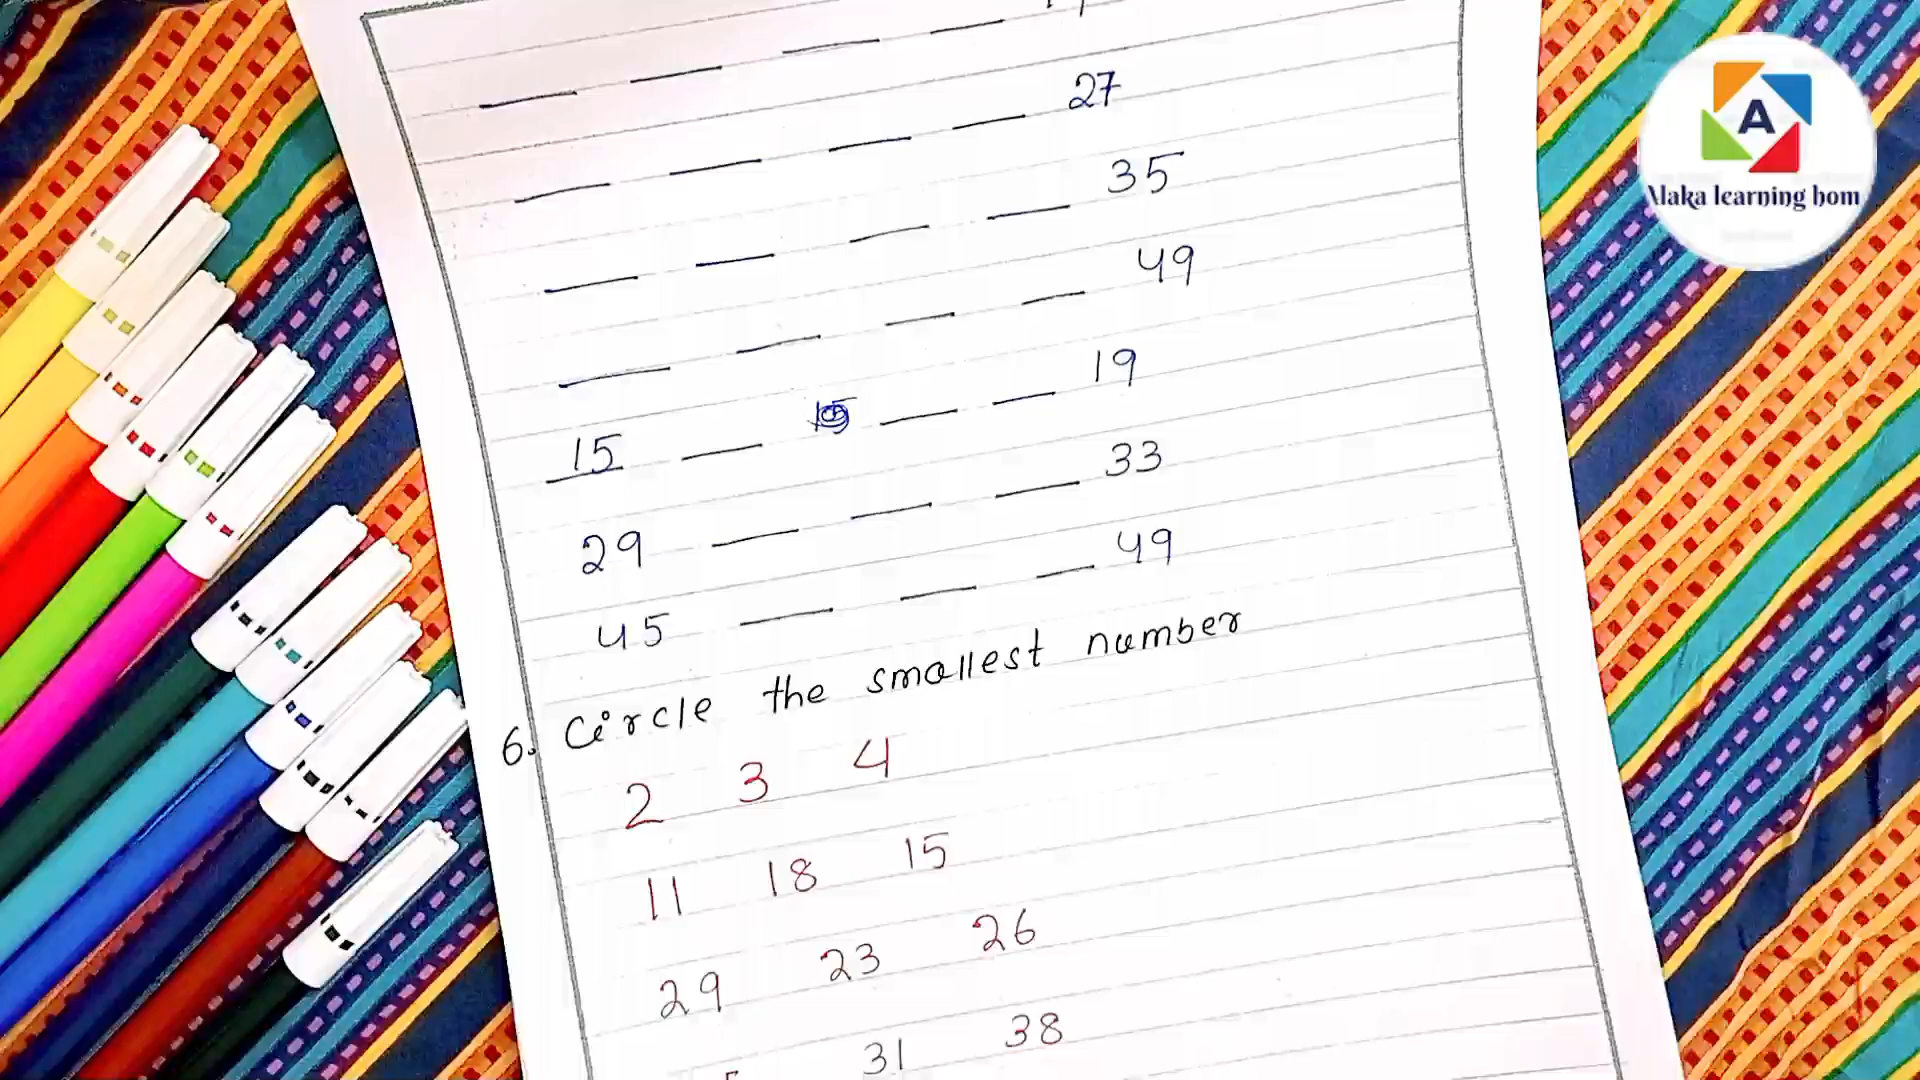 27
35
49
15 19
29 33
45 49
6. Circle the smallest number
2 3 4
11 18 15
29 23 26
31 38
A
Alaka learning hom